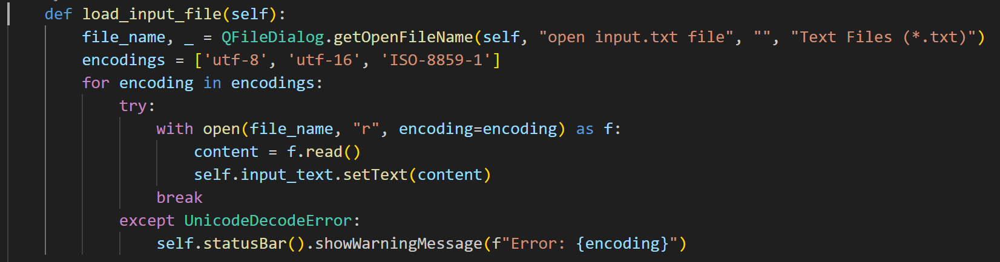 def load_input_file(self):
    file_name, _ = QFileDialog.getOpenFileName(self, "open input.txt file", "", "Text Files (*.txt)")
    encodings = ['utf-8', 'utf-16', 'ISO-8859-1']
    for encoding in encodings:
        try:
            with open(file_name, "r", encoding=encoding) as f:
                content = f.read()
                self.input_text.setText(content)
            break
        except UnicodeDecodeError:
            self.statusBar().showWarningMessage(f"Error: {encoding}")